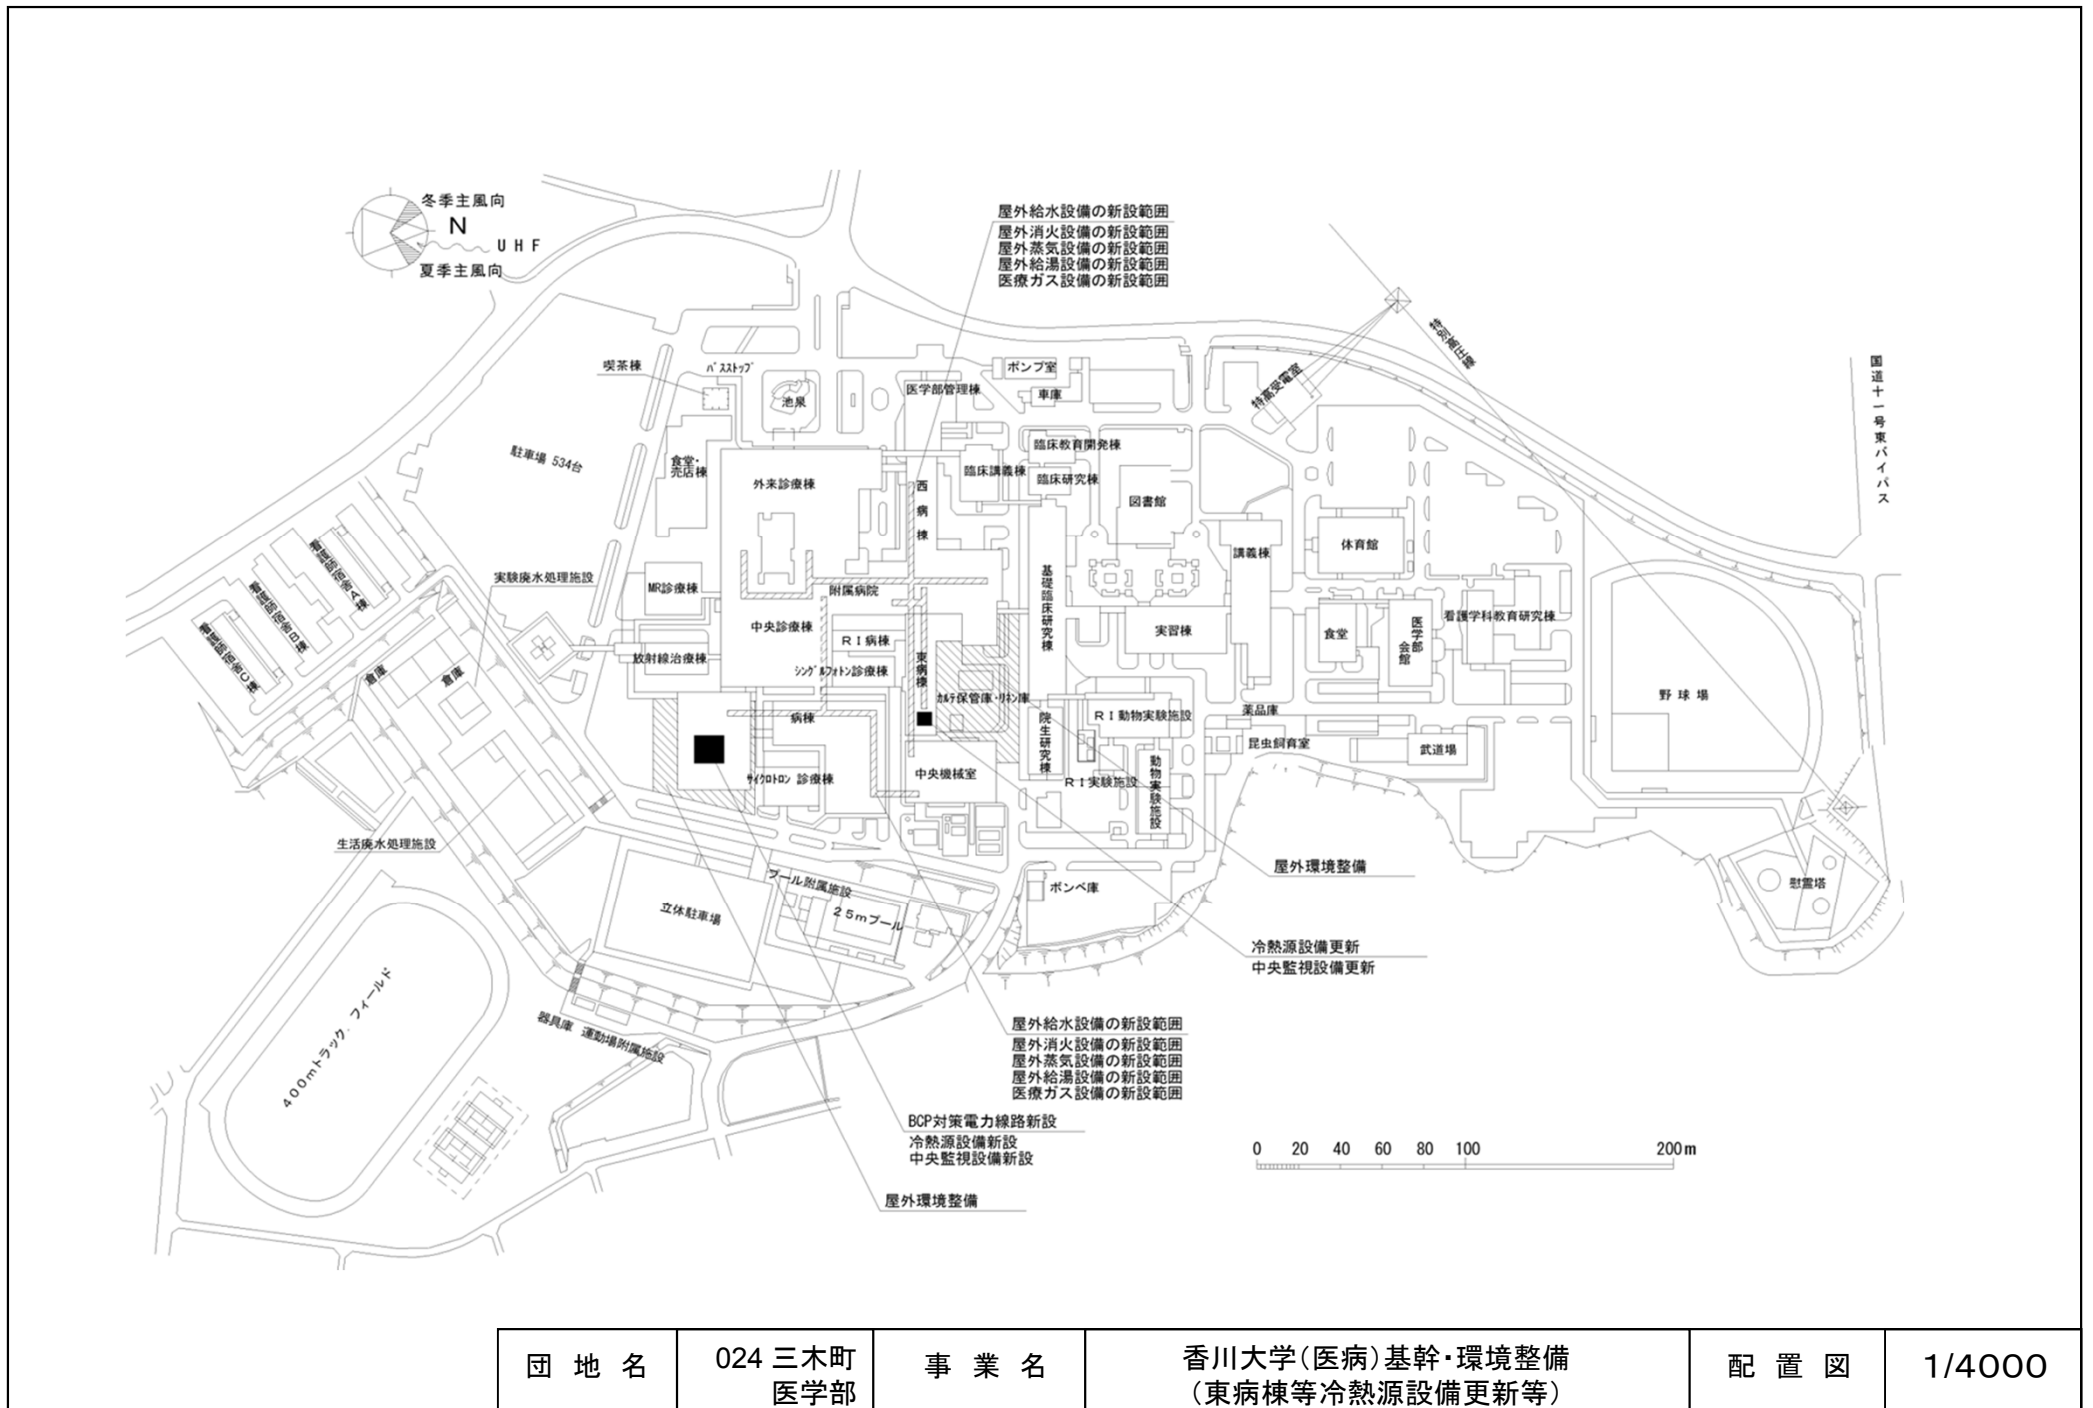 冬季主風向
N
UHF
夏季主風向
屋外給水設備の新設範囲
屋外消火設備の新設範囲
屋外蒸気設備の新設範囲
屋外給湯設備の新設範囲
医療ガス設備の新設範囲
特別高圧線
国道十一号東バイパス
喫茶棟
バスストップ
池泉
医学部管理棟
ポンプ室
車庫
特高受電室
駐車場 534台
食堂・
売店棟
外来診療棟
西病棟
臨床講義棟
臨床教育開発棟
臨床研究棟
図書館
講義棟
体育館
看護師宿舎A棟
看護師宿舎B棟
看護師宿舎C棟
実験廃水処理施設
MR診療棟
附属病院
基礎臨床研究棟
中央診療棟
RI病棟
実習棟
食堂
医学部
会館
看護学科教育研究棟
放射線治療棟
シングルフォトン診療棟
東病棟
カルテ保管庫・リネン庫
倉庫
倉庫
野球場
病棟
院生研究棟
RI動物実験施設
薬品庫
昆虫飼育室
武道場
サイクロトロン 診療棟
中央機械室
RI実験施設
動物実験施設
生活廃水処理施設
プール附属施設
25mプール
立体駐車場
ボンベ庫
屋外環境整備
慰霊塔
冷熱源設備更新
中央監視設備更新
400mトラック.フィールド
器具庫 運動場附属施設
屋外給水設備の新設範囲
屋外消火設備の新設範囲
屋外蒸気設備の新設範囲
屋外給湯設備の新設範囲
医療ガス設備の新設範囲
BCP対策電力線路新設
冷熱源設備新設
中央監視設備新設
屋外環境整備
0 20 40 60 80 100 200m
団地名
024 三木町
医学部
事業名
香川大学(医病)基幹・環境整備
(東病棟等冷熱源設備更新等)
配置図
1/4000